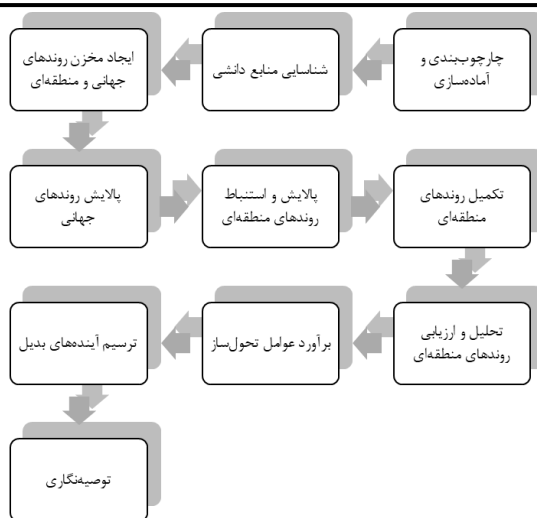 چارچوب‌بندی و
آماده‌سازی
شناسایی منابع دانشی
ایجاد مخزن روندهای
جهانی و منطقه‌ای
پالایش روندهای
جهانی
پالایش و استنباط
روندهای منطقه‌ای
تکمیل روندهای
منطقه‌ای
تحلیل و ارزیابی
روندهای منطقه‌ای
برآورد عوامل تحول‌ساز
ترسیم آینده‌های بدیل
توصیه‌نگاری